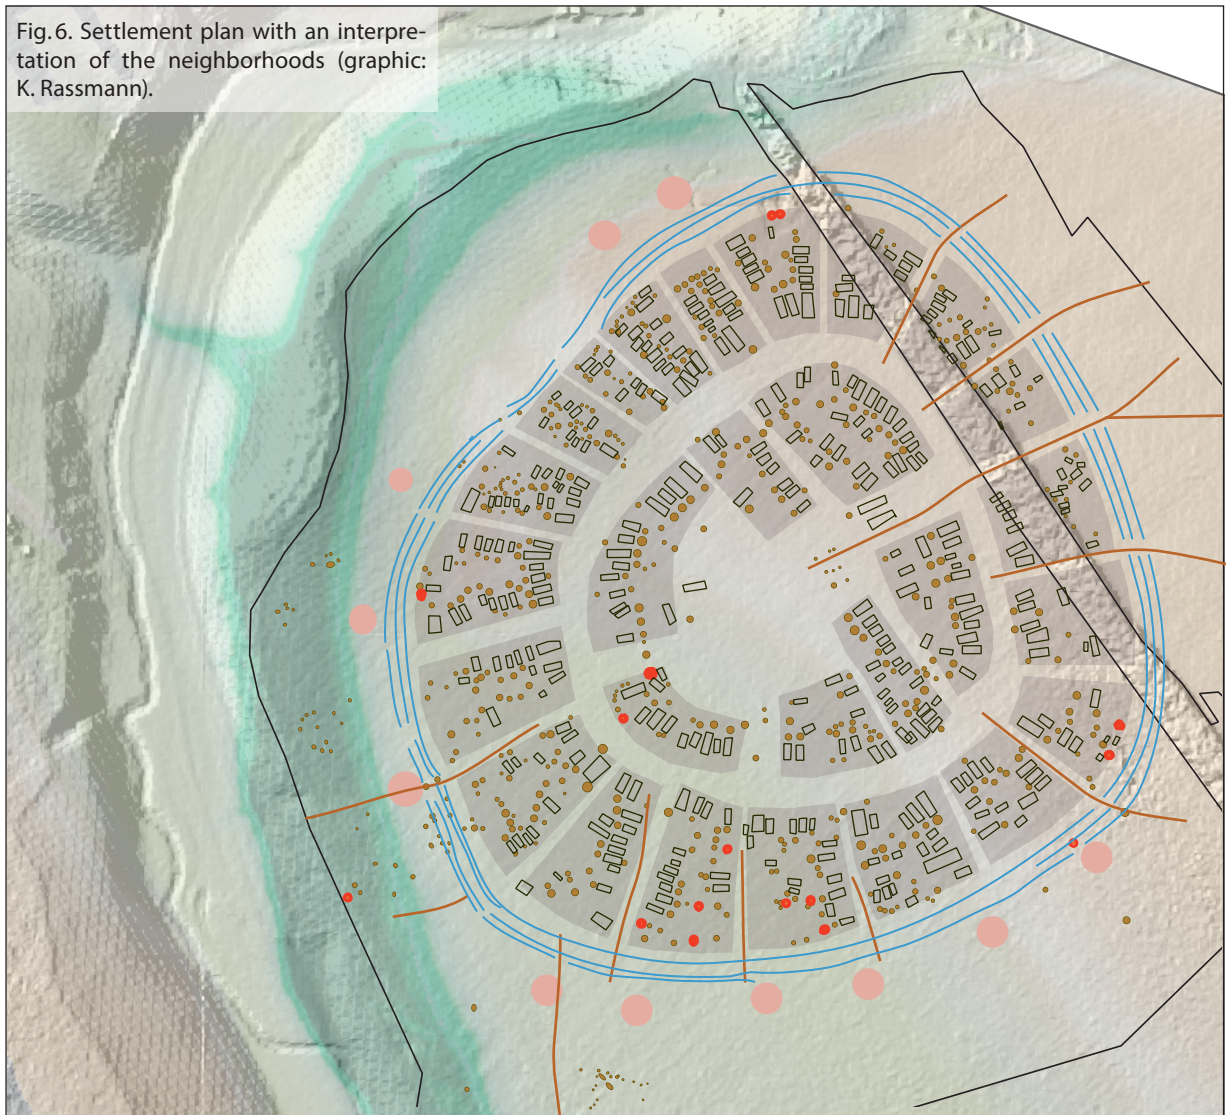 Fig. 6. Settlement plan with an interpre-
tation of the neighborhoods (graphic:
K. Rassmann).